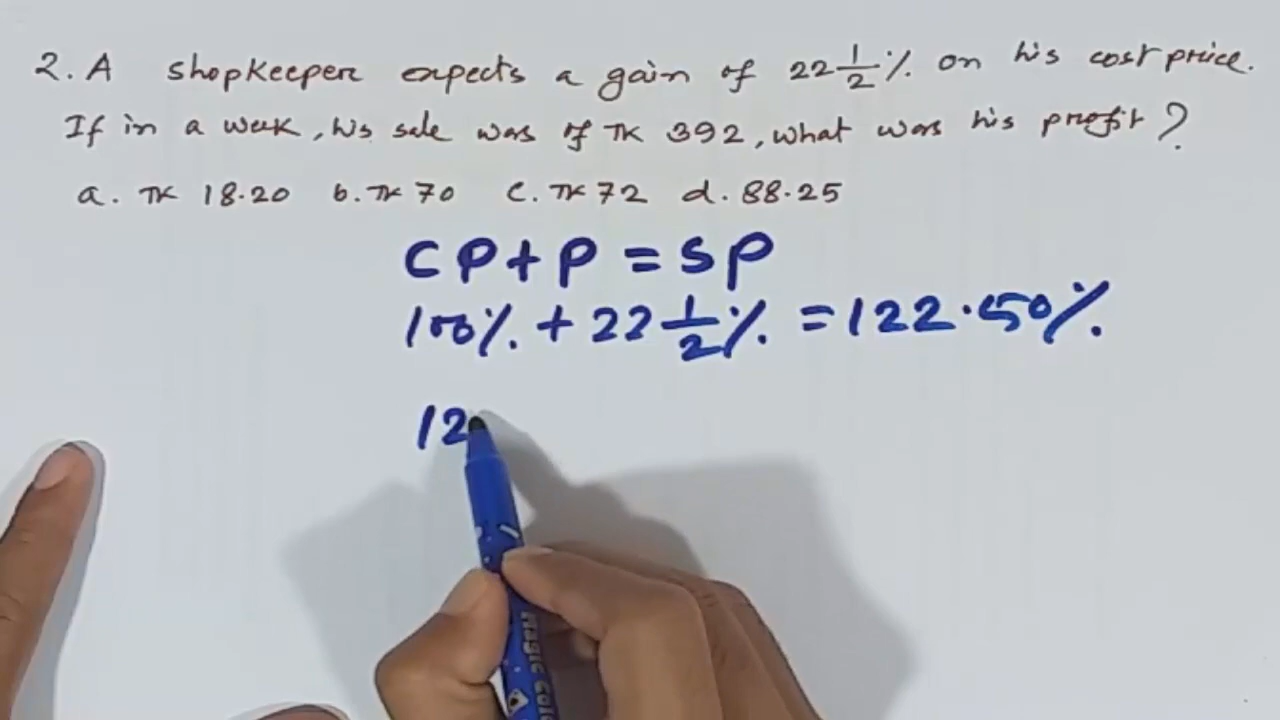 2. A shopkeeper expects a gain of 22 1/2 % on his cost price.
If in a week, his sale was of TK 392, what was his profit?
a. TK 18.20 b. TK 70 c. TK 72 d. 88.25
CP + P = SP
100% + 22 1/2 % = 122.50%
12
Magic Col